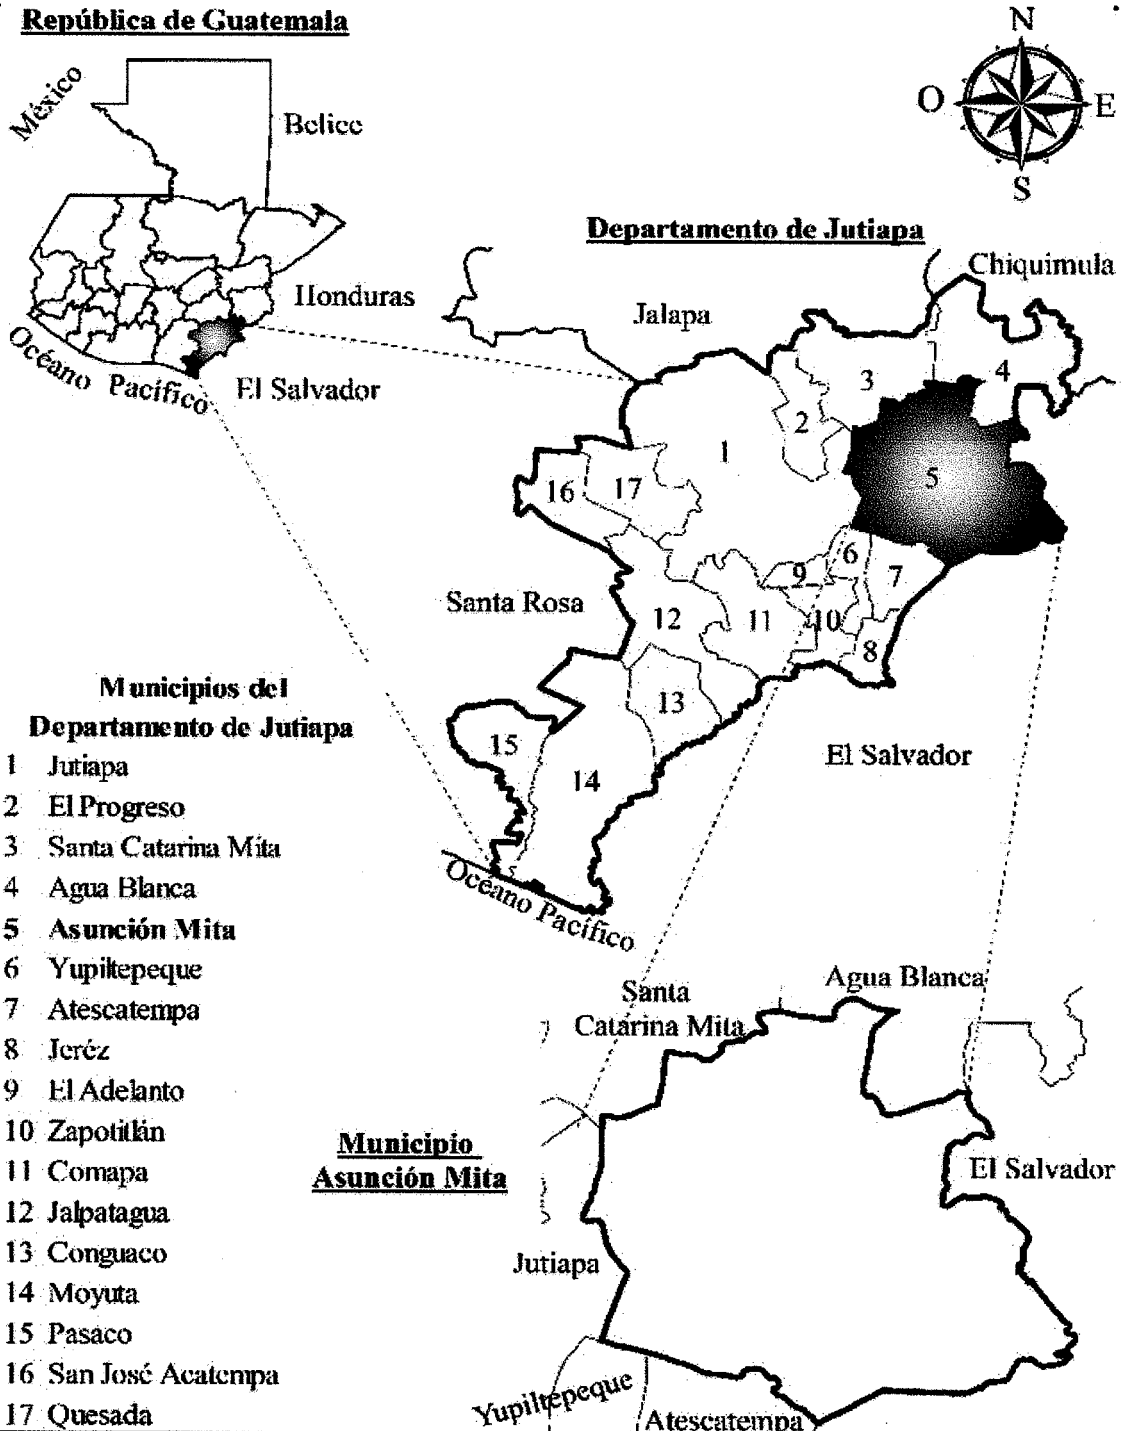 República de Guatemala
N
México
Belice
O
E
S
Departamento de Jutiapa
Chiquimula
Honduras
Jalapa
Océano Pacífico
El Salvador
3
4
2
1
5
16
17
6
9
7
Santa Rosa
12
11
10
8
13
15
14
El Salvador
Océano Pacífico
Municipios del
Departamento de Jutiapa
1 Jutiapa
2 El Progreso
3 Santa Catarina Mita
4 Agua Blanca
5 Asunción Mita
6 Yupiltepeque
7 Atescatempa
8 Jeréz
9 El Adelanto
10 Zapotitlán
11 Comapa
12 Jalpatagua
13 Conguaco
14 Moyuta
15 Pasaco
16 San José Acatempa
17 Quesada
Agua Blanca
Santa
Catarina Mita
Municipio
Asunción Mita
El Salvador
Jutiapa
Yupiltepeque
Atescatempa